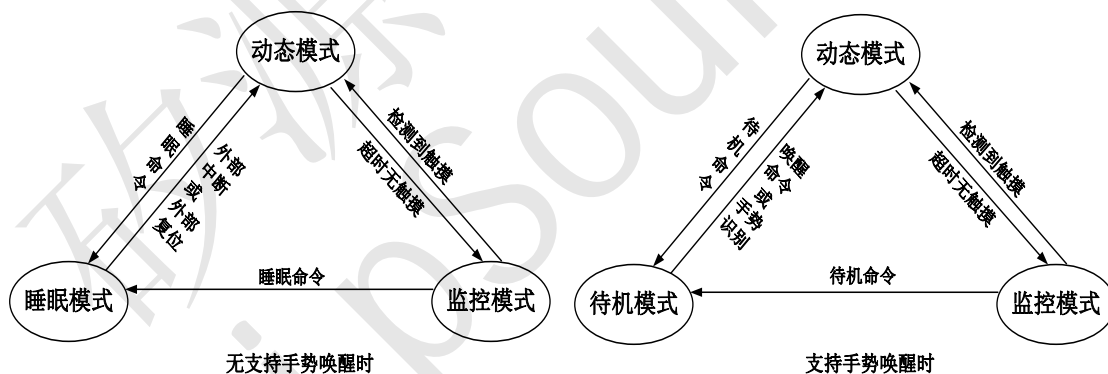 动态模式
睡眠命令
外部中断或外部复位
检测到触摸
超时无触摸
睡眠模式
睡眠命令
监控模式
无支持手势唤醒时
动态模式
待机命令
唤醒命令或手势识别
检测到触摸
超时无触摸
待机模式
待机命令
监控模式
支持手势唤醒时